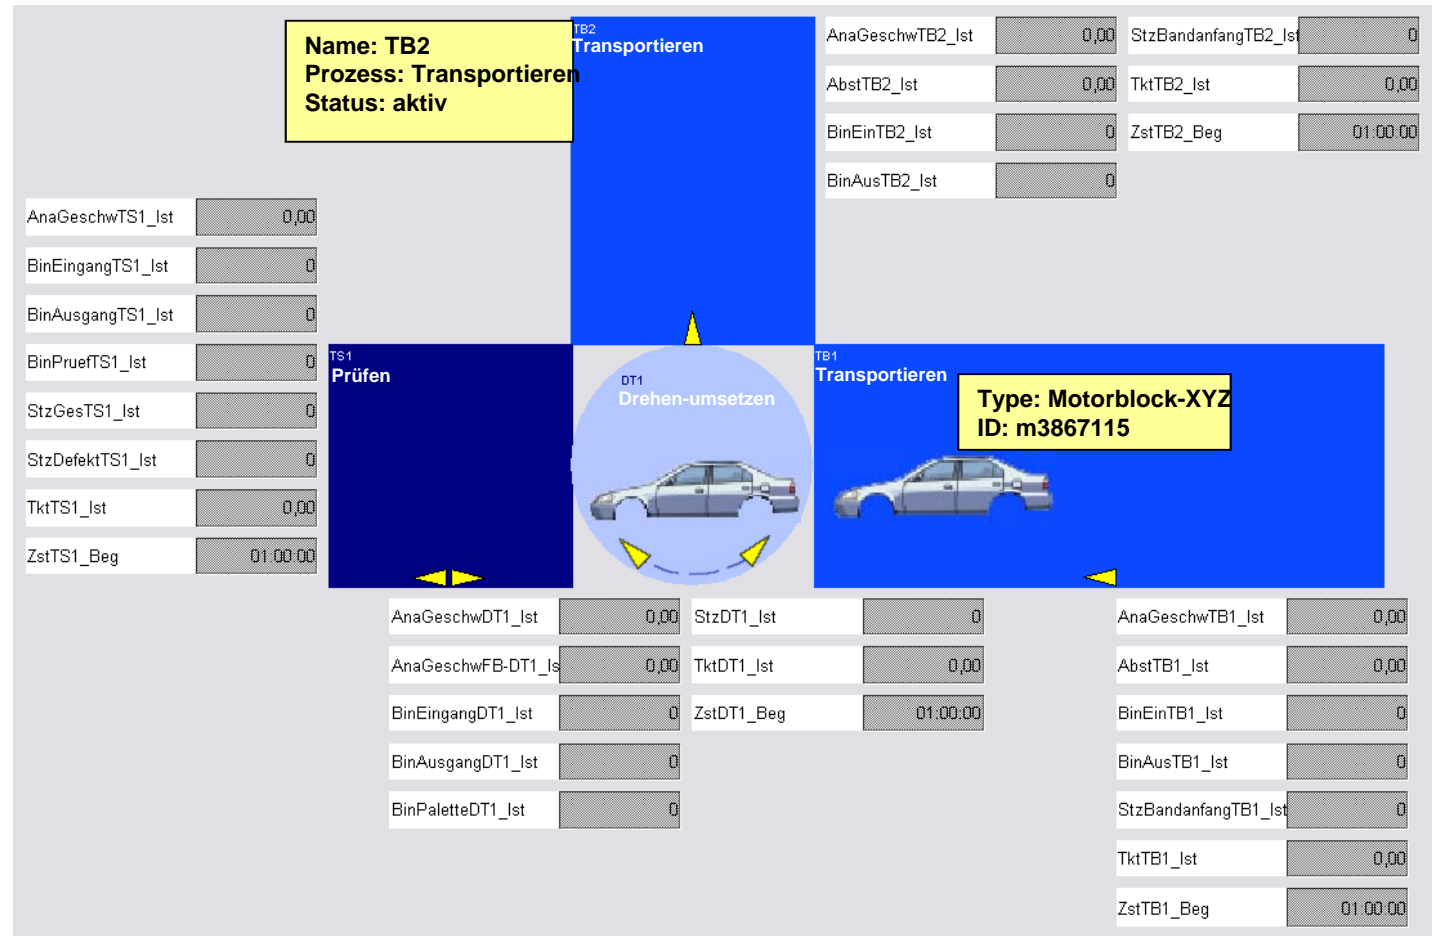 Name: TB2
Prozess: Transportieren
Status: aktiv
TB2
Transportieren
AnaGeschwTB2_Ist 0,00 StzBandanfangTB2_Ist 0
AbstTB2_Ist 0,00 TktTB2_Ist 0,00
BinEinTB2_Ist 0 ZstTB2_Beg 01:00:00
BinAusTB2_Ist 0
AnaGeschwTS1_Ist 0,00
BinEingangTS1_Ist 0
BinAusgangTS1_Ist 0
BinPruefTS1_Ist 0
StzGesTS1_Ist 0
StzDefektTS1_Ist 0
TktTS1_Ist 0,00
ZstTS1_Beg 01:00:00
TS1
Prüfen
DT1
Drehen-umsetzen
TB1
Transportieren
Type: Motorblock-XYZ
ID: m3867115
AnaGeschwDT1_Ist 0,00 StzDT1_Ist 0
AnaGeschwFB-DT1_Is 0,00 TktDT1_Ist 0,00
BinEingangDT1_Ist 0 ZstDT1_Beg 01:00:00
BinAusgangDT1_Ist 0
BinPaletteDT1_Ist 0
AnaGeschwTB1_Ist 0,00
AbstTB1_Ist 0,00
BinEinTB1_Ist 0
BinAusTB1_Ist 0
StzBandanfangTB1_Ist 0
TktTB1_Ist 0,00
ZstTB1_Beg 01:00:00